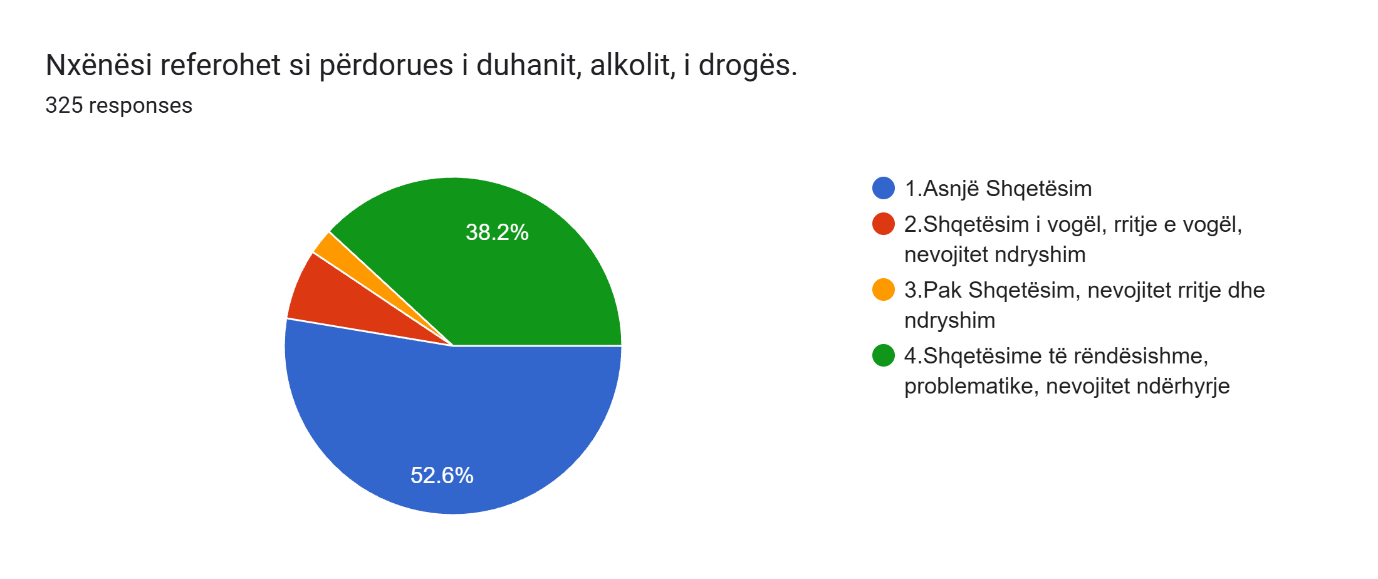 Nxënësi referohet si përdorues i duhanit, alkolit, i drogës.
325 responses
38.2%
52.6%
1.Asnjë Shqetësim
2.Shqetësim i vogël, rritje e vogël,
nevojitet ndryshim
3.Pak Shqetësim, nevojitet rritje dhe
ndryshim
4.Shqetësime të rëndësishme,
problematike, nevojitet ndërhyrje